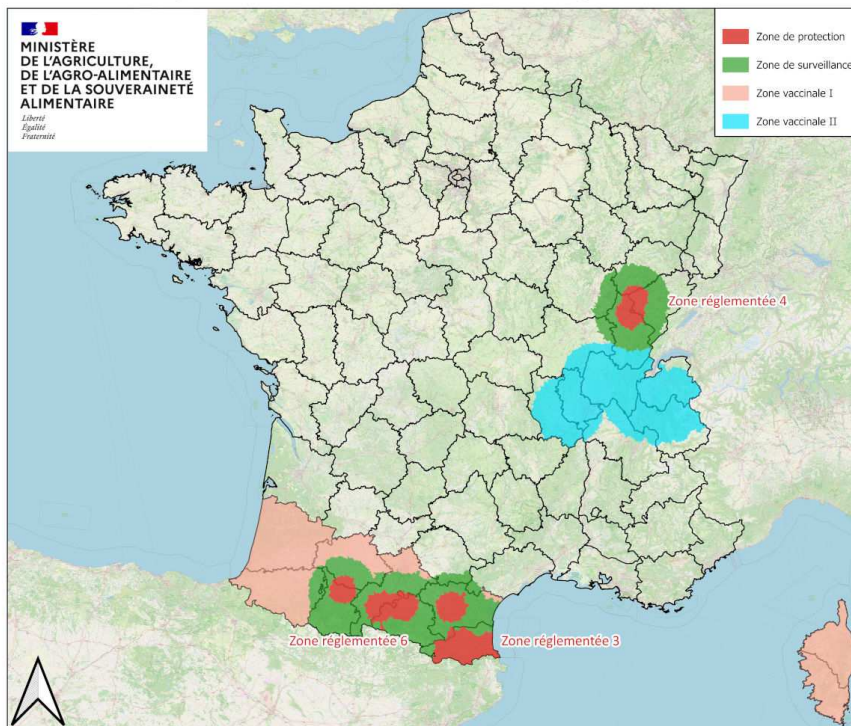 MINISTÈRE
DE L'AGRICULTURE,
DE L'AGRO-ALIMENTAIRE
ET DE LA SOUVERAINETÉ
ALIMENTAIRE
Liberté
Égalité
Fraternité
Zone de protection
Zone de surveillance
Zone vaccinale I
Zone vaccinale II
Zone réglementée 4
Zone réglementée 6
Zone réglementée 3